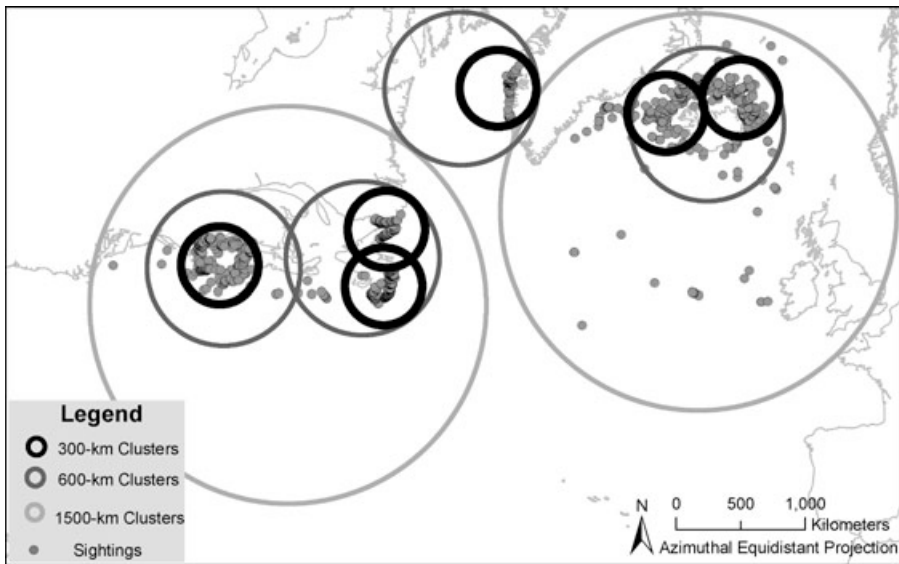 Legend
300-km Clusters
600-km Clusters
1500-km Clusters
Sightings
N
0 500 1,000
Kilometers
Azimuthal Equidistant Projection